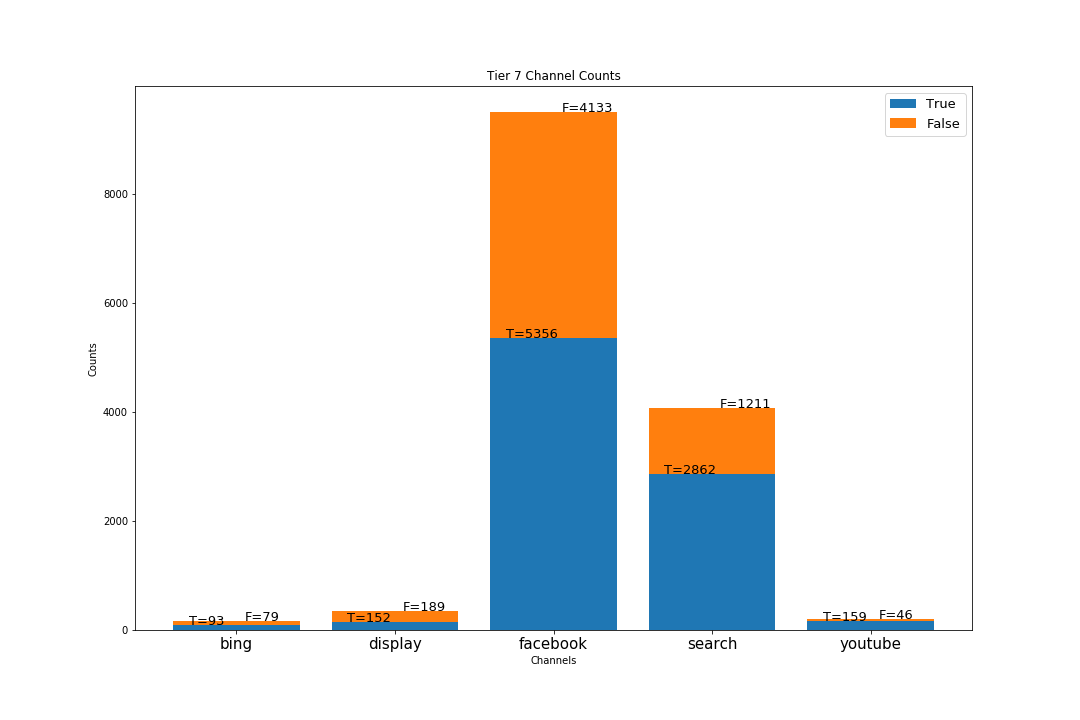 Tier 7 Channel Counts
F=4133
True
False
8000
6000
T=5356
Counts
4000
F=1211
T=2862
2000
F=189
T=152
F=79
T=93
T=159
F=46
0
bing
display
facebook
search
youtube
Channels